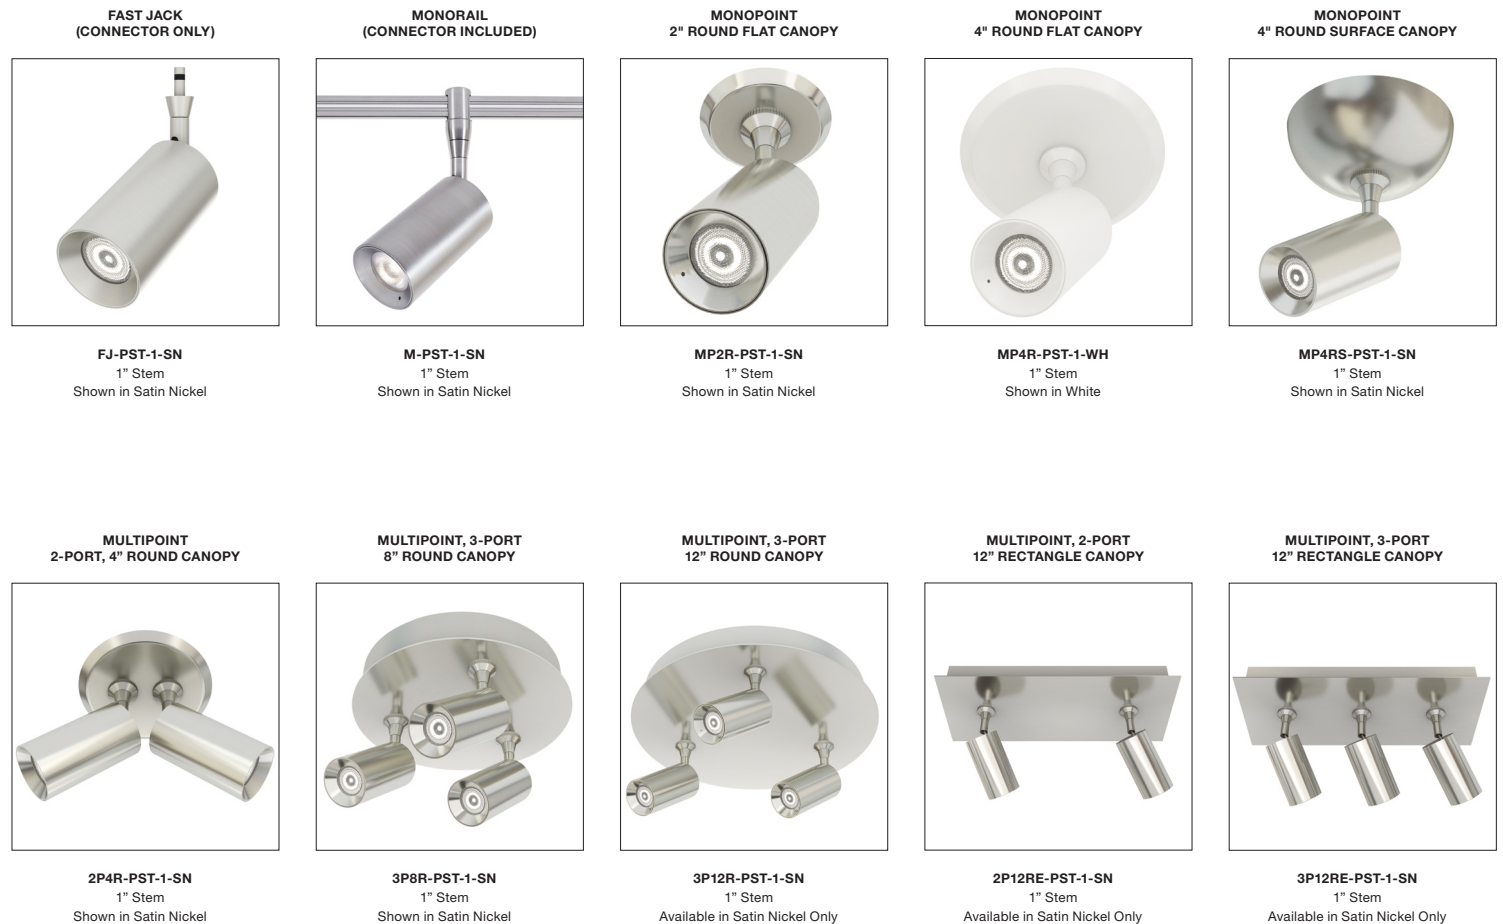 FAST JACK
(CONNECTOR ONLY)
MONORAIL
(CONNECTOR INCLUDED)
MONOPOINT
2" ROUND FLAT CANOPY
MONOPOINT
4" ROUND FLAT CANOPY
MONOPOINT
4" ROUND SURFACE CANOPY
FJ-PST-1-SN
1” Stem
Shown in Satin Nickel
M-PST-1-SN
1” Stem
Shown in Satin Nickel
MP2R-PST-1-SN
1” Stem
Shown in Satin Nickel
MP4R-PST-1-WH
1” Stem
Shown in White
MP4RS-PST-1-SN
1” Stem
Shown in Satin Nickel
MULTIPOINT
2-PORT, 4” ROUND CANOPY
MULTIPOINT, 3-PORT
8” ROUND CANOPY
MULTIPOINT, 3-PORT
12” ROUND CANOPY
MULTIPOINT, 2-PORT
12” RECTANGLE CANOPY
MULTIPOINT, 3-PORT
12” RECTANGLE CANOPY
2P4R-PST-1-SN
1” Stem
Shown in Satin Nickel
3P8R-PST-1-SN
1” Stem
Shown in Satin Nickel
3P12R-PST-1-SN
1” Stem
Available in Satin Nickel Only
2P12RE-PST-1-SN
1” Stem
Available in Satin Nickel Only
3P12RE-PST-1-SN
1” Stem
Available in Satin Nickel Only